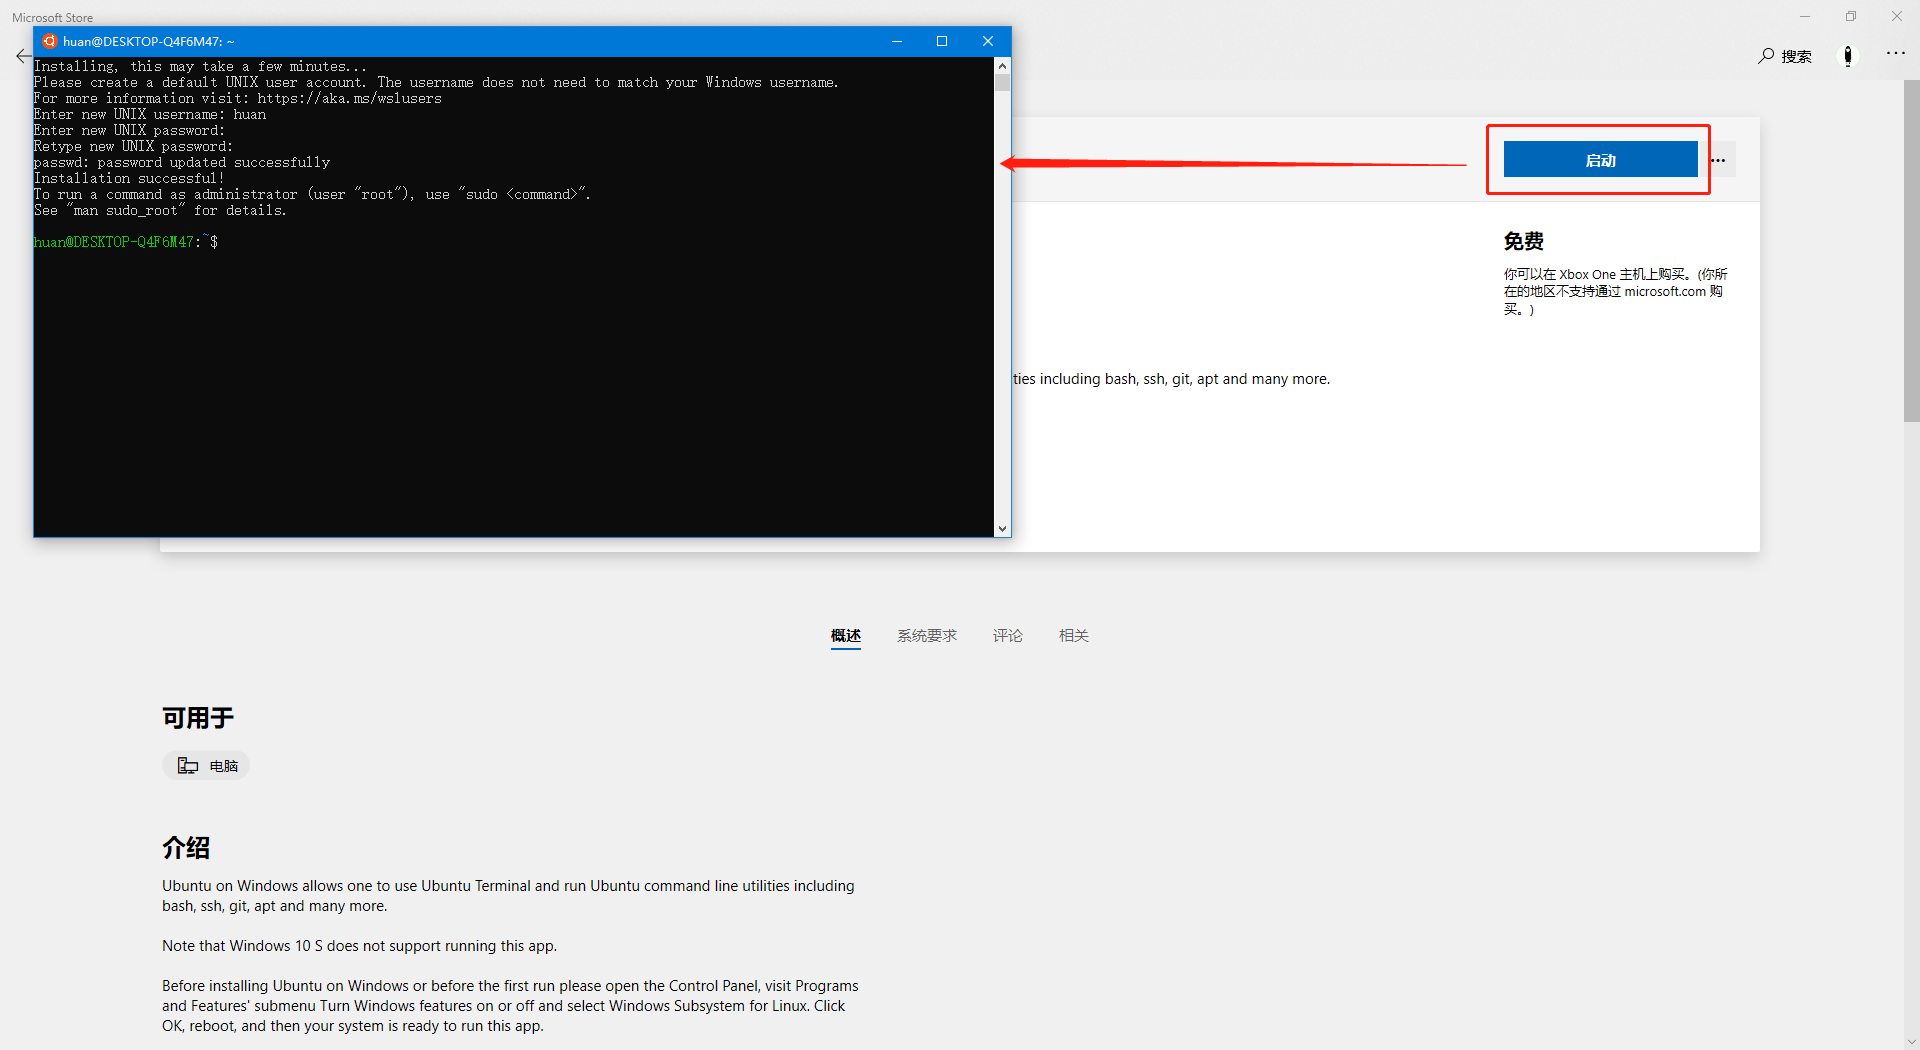 Microsoft Store
huan@DESKTOP-Q4F6M47: ~
搜索
Installing, this may take a few minutes...
Please create a default UNIX user account. The username does not need to match your Windows username.
For more information visit: https://aka.ms/wslusers
Enter new UNIX username: huan
Enter new UNIX password:
Retype new UNIX password:
passwd: password updated successfully
Installation successful!
To run a command as administrator (user "root"), use "sudo <command>".
See "man sudo_root" for details.
huan@DESKTOP-Q4F6M47:~$
启动
免费
你可以在 Xbox One 主机上购买。(你所
在的地区不支持通过 microsoft.com 购
买。)
ties including bash, ssh, git, apt and many more.
概述 系统要求 评论 相关
可用于
电脑
介绍
Ubuntu on Windows allows one to use Ubuntu Terminal and run Ubuntu command line utilities including
bash, ssh, git, apt and many more.
Note that Windows 10 S does not support running this app.
Before installing Ubuntu on Windows or before the first run please open the Control Panel, visit Programs
and Features' submenu Turn Windows features on or off and select Windows Subsystem for Linux. Click
OK, reboot, and then your system is ready to run this app.